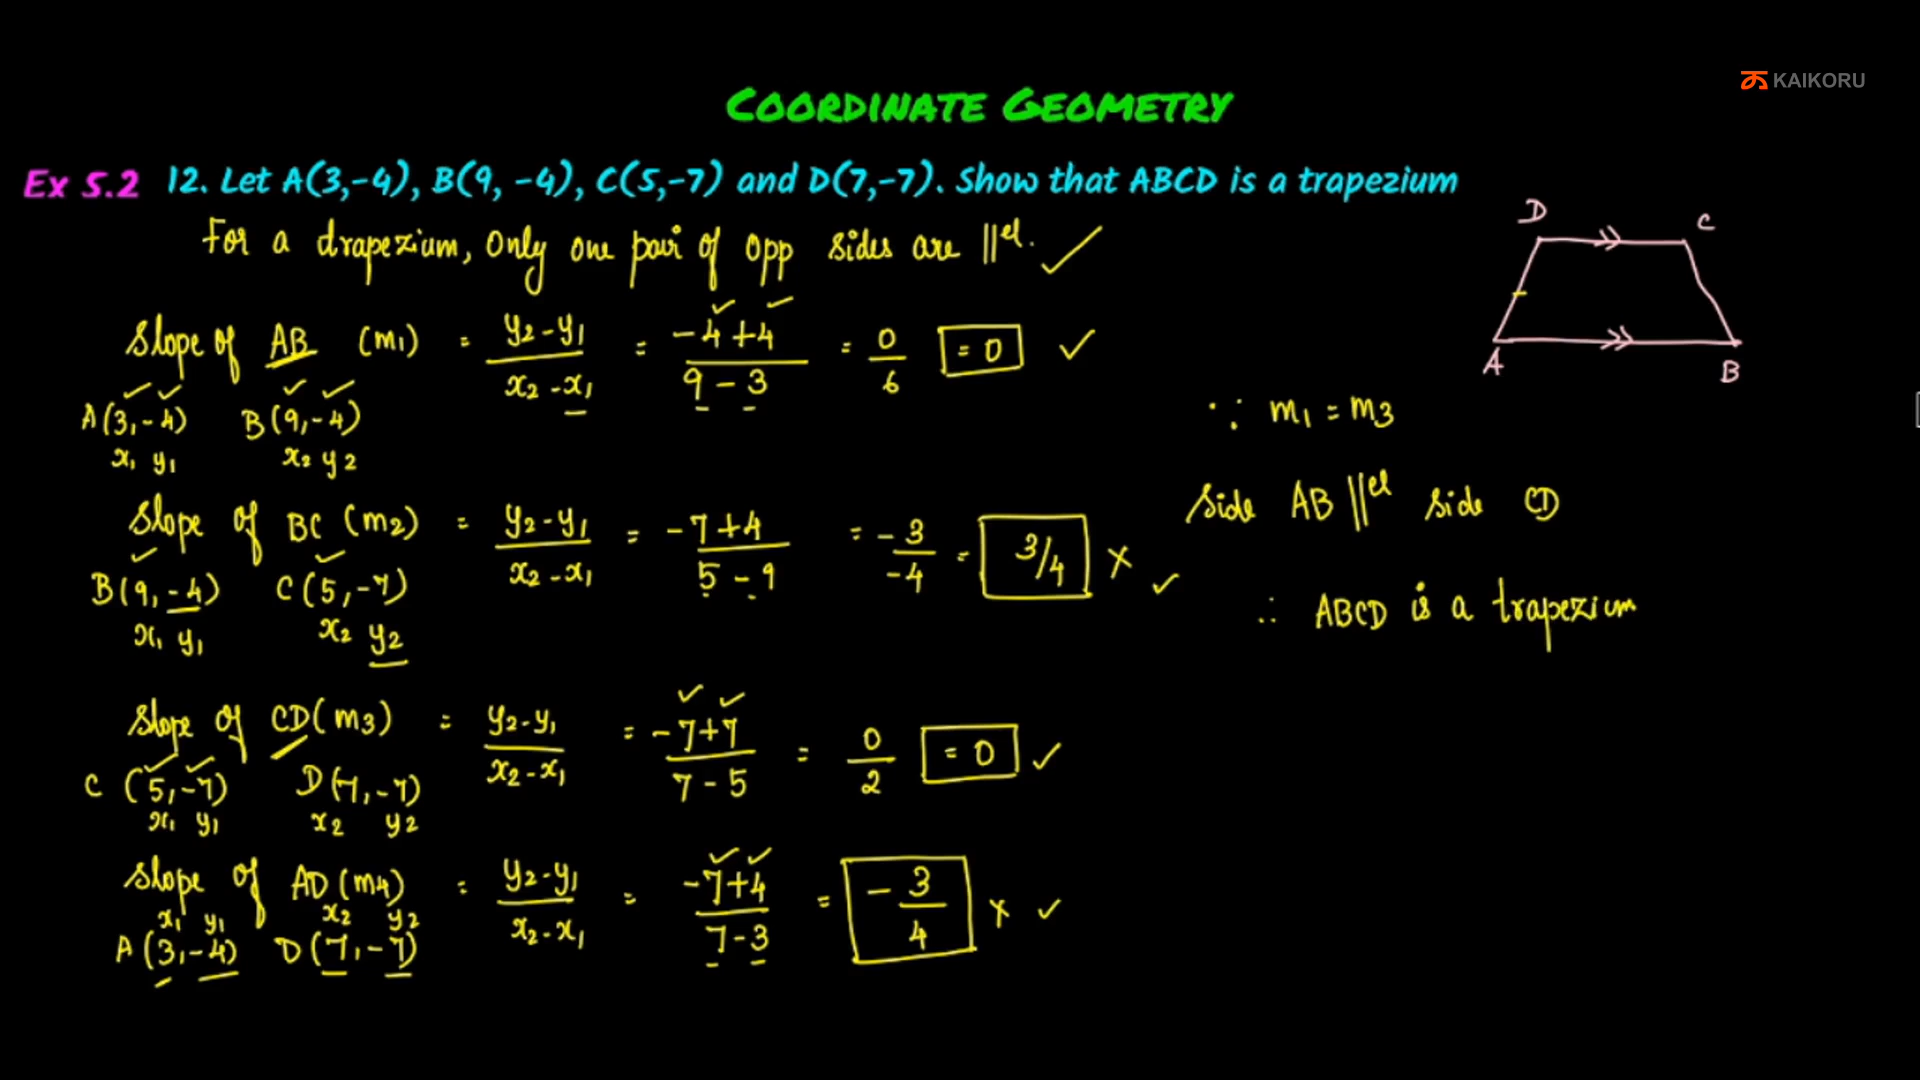 KAIKORU
COORDINATE GEOMETRY
Ex 5.2 12. Let A(3,-4), B(9, -4), C(5,-7) and D(7,-7). Show that ABCD is a trapezium
For a drapezium, Only one pair of opp sides are ||el. ✓
D C
A B
Slope of AB (m1) = y2-y1/x2-x1 = -4+4/9-3 = 0/6 = 0 ✓
A(3,-4) B(9,-4)
x1 y1 x2 y2
∵ m1 = m3
Side AB ||el side CD
∴ ABCD is a trapezium
Slope of BC (m2) = y2-y1/x2-x1 = -7+4/5-9 = -3/-4 = 3/4 × ✓
B(9,-4) C(5,-7)
x1 y1 x2 y2
Slope of CD(m3) = y2-y1/x2-x1 = -7+7/7-5 = 0/2 = 0 ✓
C (5,-7) D(7,-7)
x1 y1 x2 y2
Slope of AD(m4) = y2-y1/x2-x1 = -7+4/7-3 = -3/4 × ✓
x1 y1 x2 y2
A(3,-4) D(7,-7)